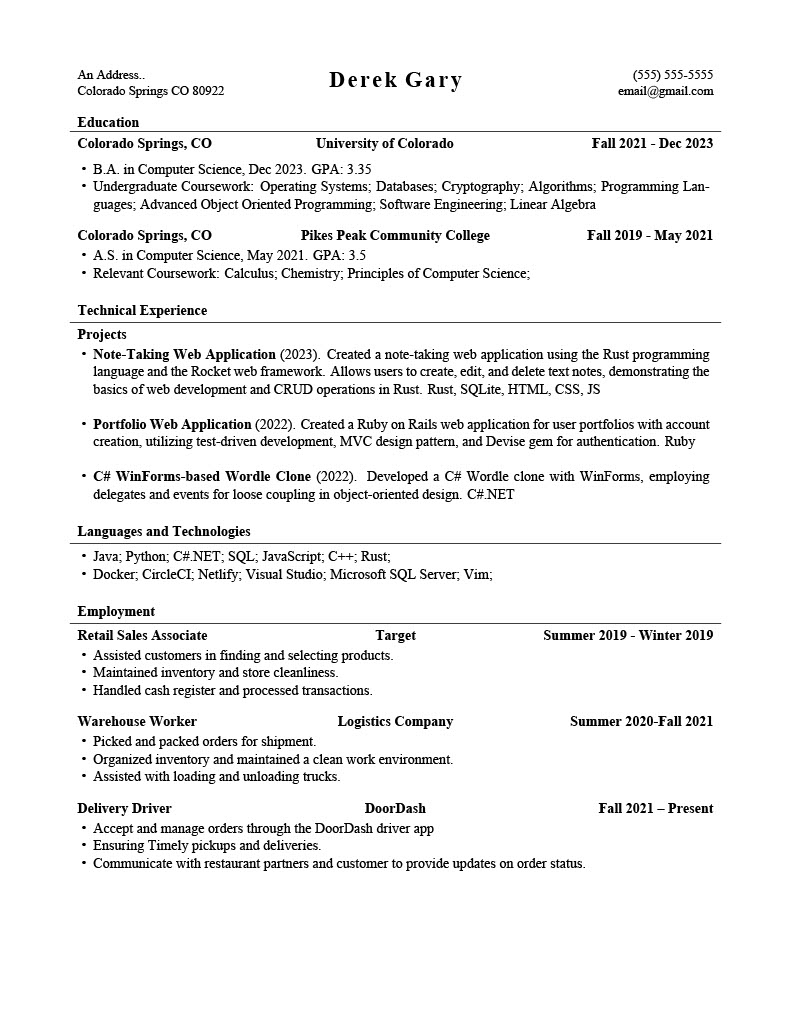 An Address..
Colorado Springs CO 80922
Derek Gary
(555) 555-5555
email@gmail.com
Education
Colorado Springs, CO University of Colorado Fall 2021 - Dec 2023
• B.A. in Computer Science, Dec 2023. GPA: 3.35
• Undergraduate Coursework: Operating Systems; Databases; Cryptography; Algorithms; Programming Lan-
guages; Advanced Object Oriented Programming; Software Engineering; Linear Algebra
Colorado Springs, CO Pikes Peak Community College Fall 2019 - May 2021
• A.S. in Computer Science, May 2021. GPA: 3.5
• Relevant Coursework: Calculus; Chemistry; Principles of Computer Science;
Technical Experience
Projects
• Note-Taking Web Application (2023). Created a note-taking web application using the Rust programming
language and the Rocket web framework. Allows users to create, edit, and delete text notes, demonstrating the
basics of web development and CRUD operations in Rust. Rust, SQLite, HTML, CSS, JS
• Portfolio Web Application (2022). Created a Ruby on Rails web application for user portfolios with account
creation, utilizing test-driven development, MVC design pattern, and Devise gem for authentication. Ruby
• C# WinForms-based Wordle Clone (2022). Developed a C# Wordle clone with WinForms, employing
delegates and events for loose coupling in object-oriented design. C#.NET
Languages and Technologies
• Java; Python; C#.NET; SQL; JavaScript; C++; Rust;
• Docker; CircleCI; Netlify; Visual Studio; Microsoft SQL Server; Vim;
Employment
Retail Sales Associate Target Summer 2019 - Winter 2019
• Assisted customers in finding and selecting products.
• Maintained inventory and store cleanliness.
• Handled cash register and processed transactions.
Warehouse Worker Logistics Company Summer 2020-Fall 2021
• Picked and packed orders for shipment.
• Organized inventory and maintained a clean work environment.
• Assisted with loading and unloading trucks.
Delivery Driver DoorDash Fall 2021 – Present
• Accept and manage orders through the DoorDash driver app
• Ensuring Timely pickups and deliveries.
• Communicate with restaurant partners and customer to provide updates on order status.